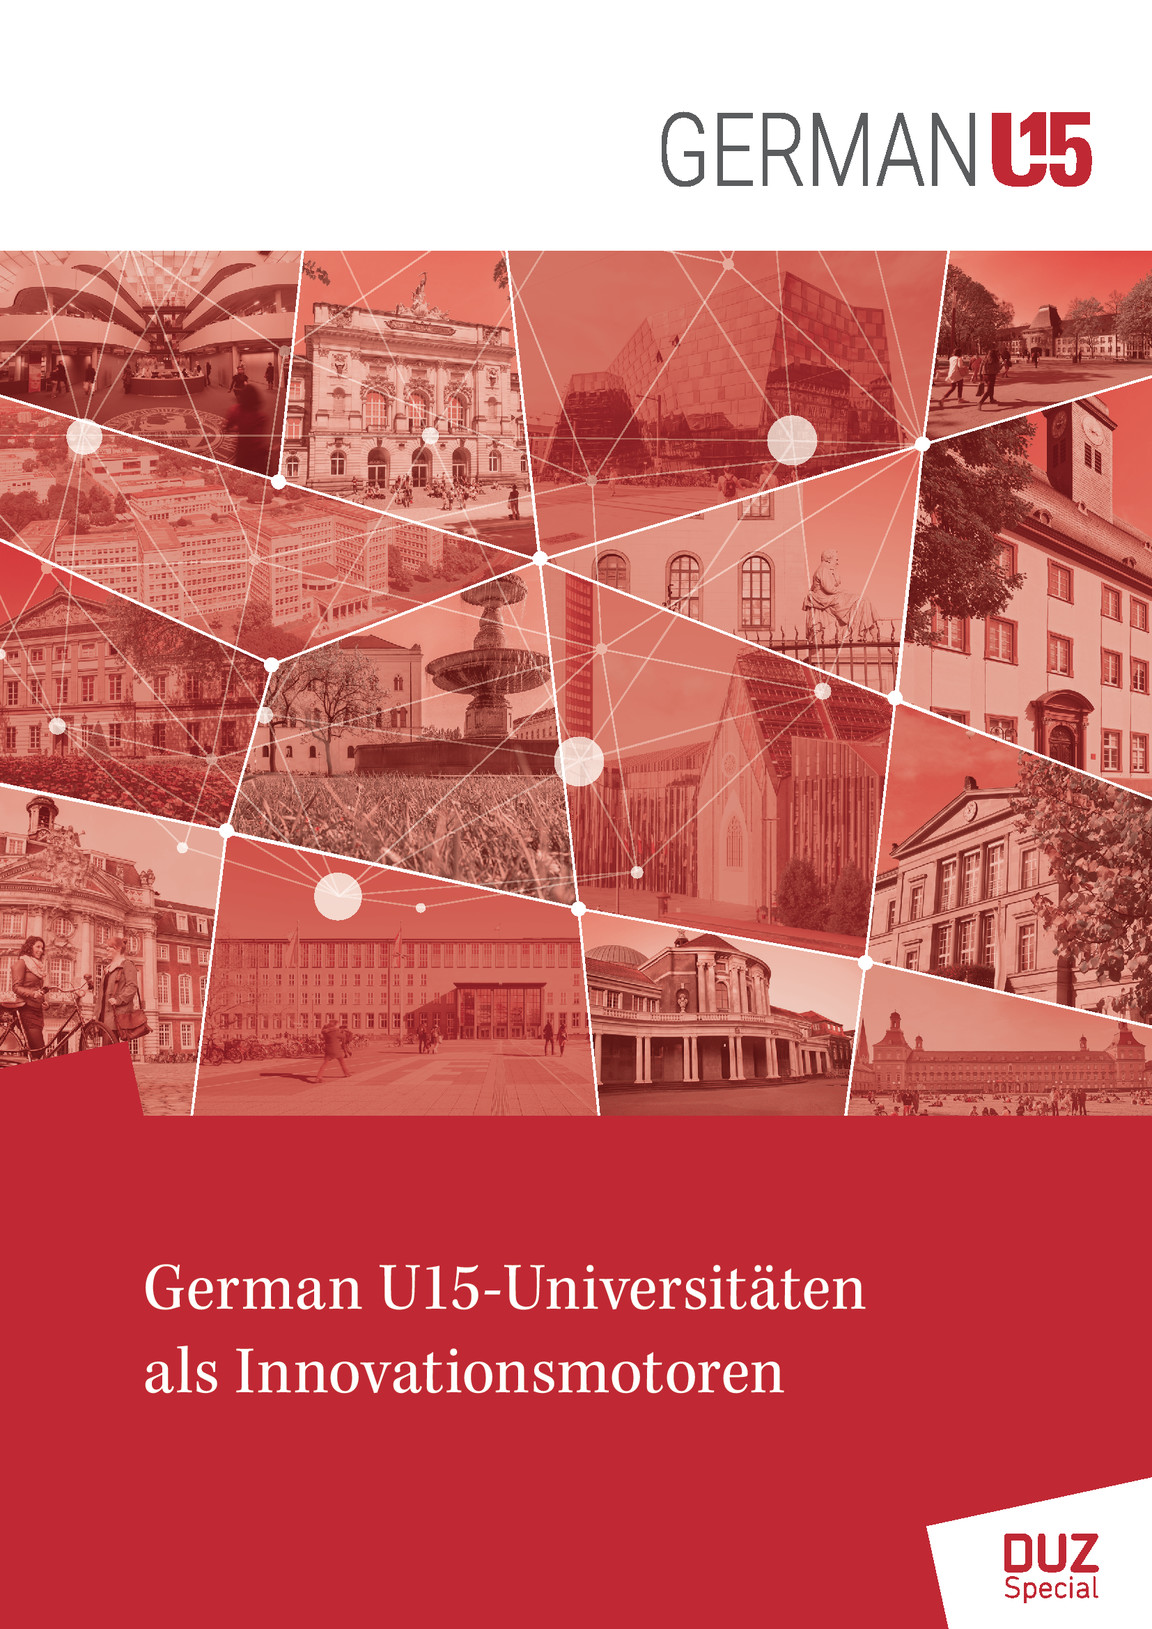 GERMAN U15
German U15-Universitäten
als Innovationsmotoren
DUZ
Special